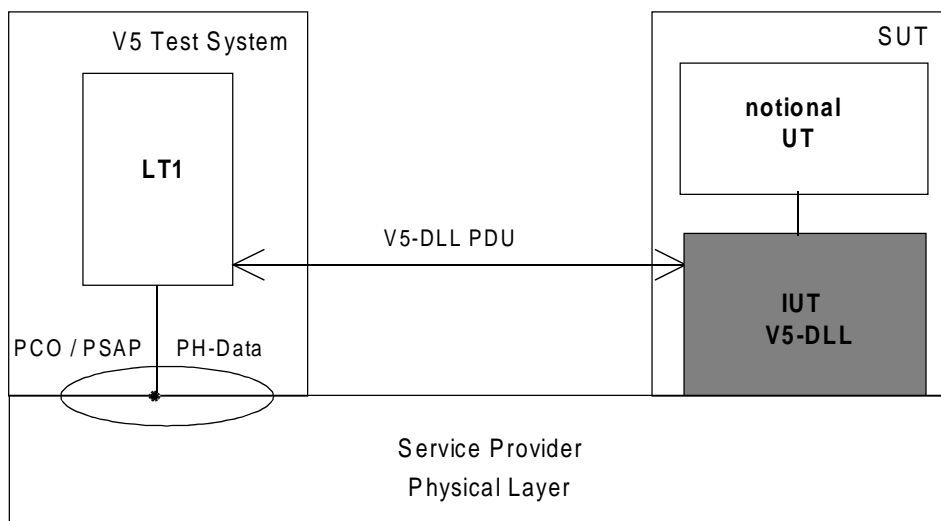 V5 Test System
SUT
LT1
notional
UT
V5-DLL PDU
IUT
V5-DLL
PCO / PSAP
PH-Data
Service Provider
Physical Layer